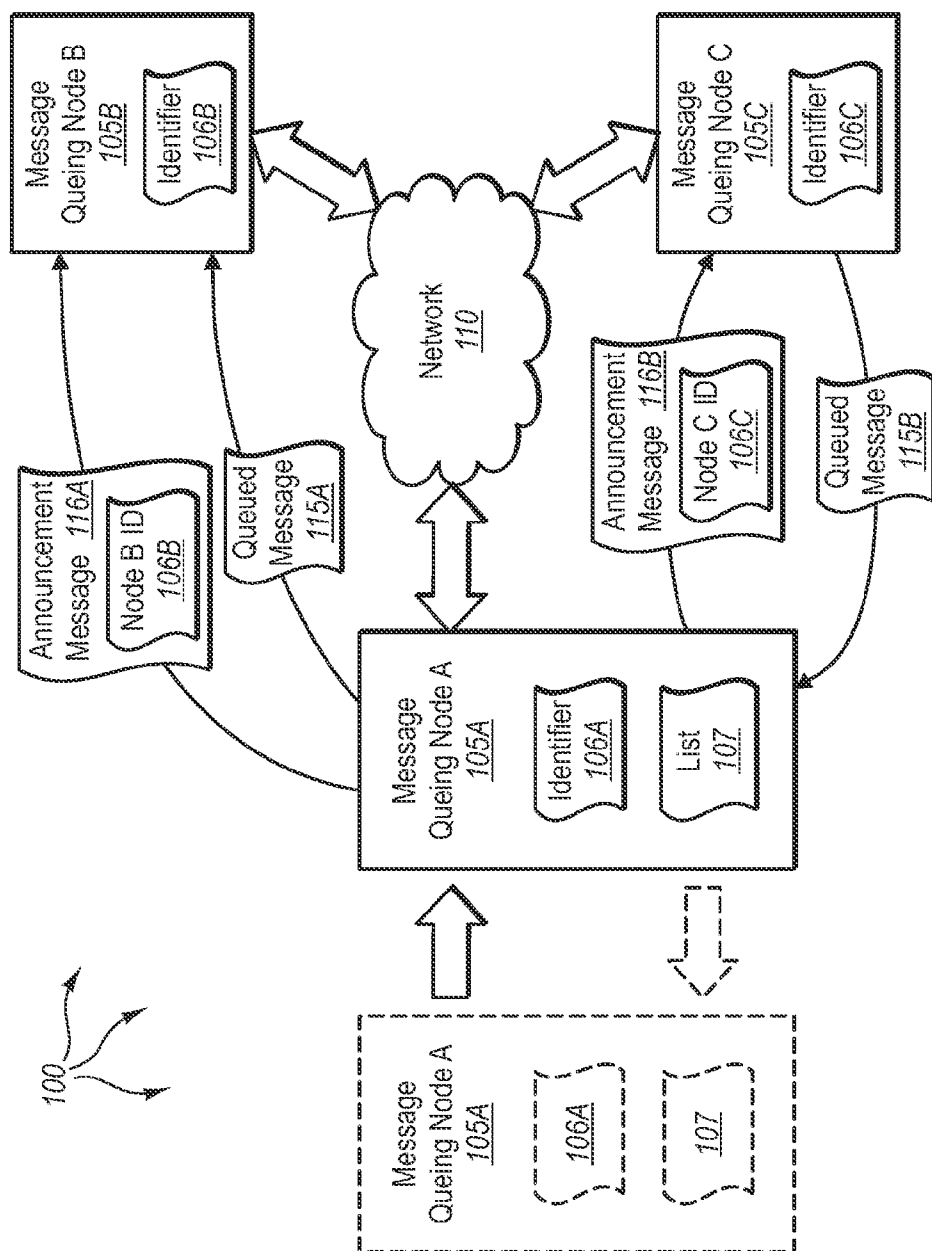 100
Message
Queing Node A
105A
106A
107
Message
Queing Node A
105A
Identifier
106A
List
107
Announcement
Message 116A
Node B ID
106B
Queued
Message
115A
Network
110
Announcement
Message 116B
Node C ID
106C
Queued
Message
115B
Message
Queing Node B
105B
Identifier
106B
Message
Queing Node C
105C
Identifier
106C